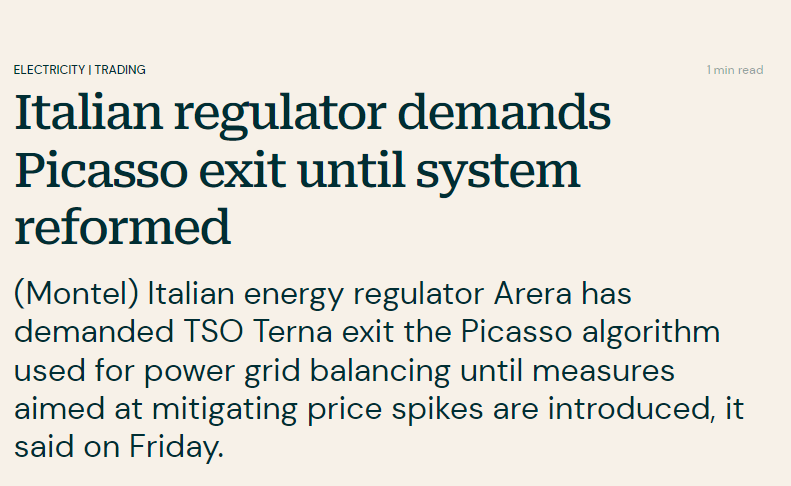 ELECTRICITY | TRADING
1 min read
Italian regulator demands
Picasso exit until system
reformed
(Montel) Italian energy regulator Arera has
demanded TSO Terna exit the Picasso algorithm
used for power grid balancing until measures
aimed at mitigating price spikes are introduced, it
said on Friday.